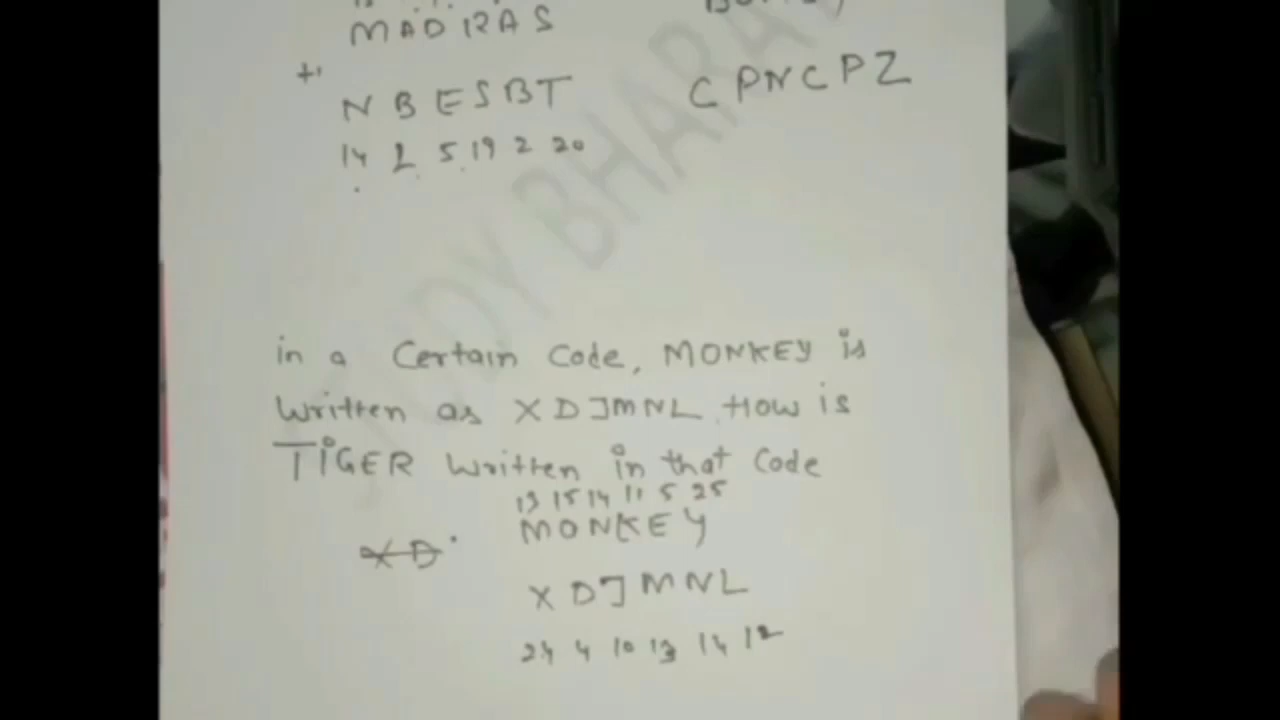 MADRAS
+1
NBESBT CPNCPZ
14 2 5 19 2 20
in a Certain Code, MONKEY is
written as XDJMNL. How is
TIGER written in that Code
13 15 14 11 5 25
XD MONKEY
XDJMNL
24 4 10 13 14 12
STUDY BHARA